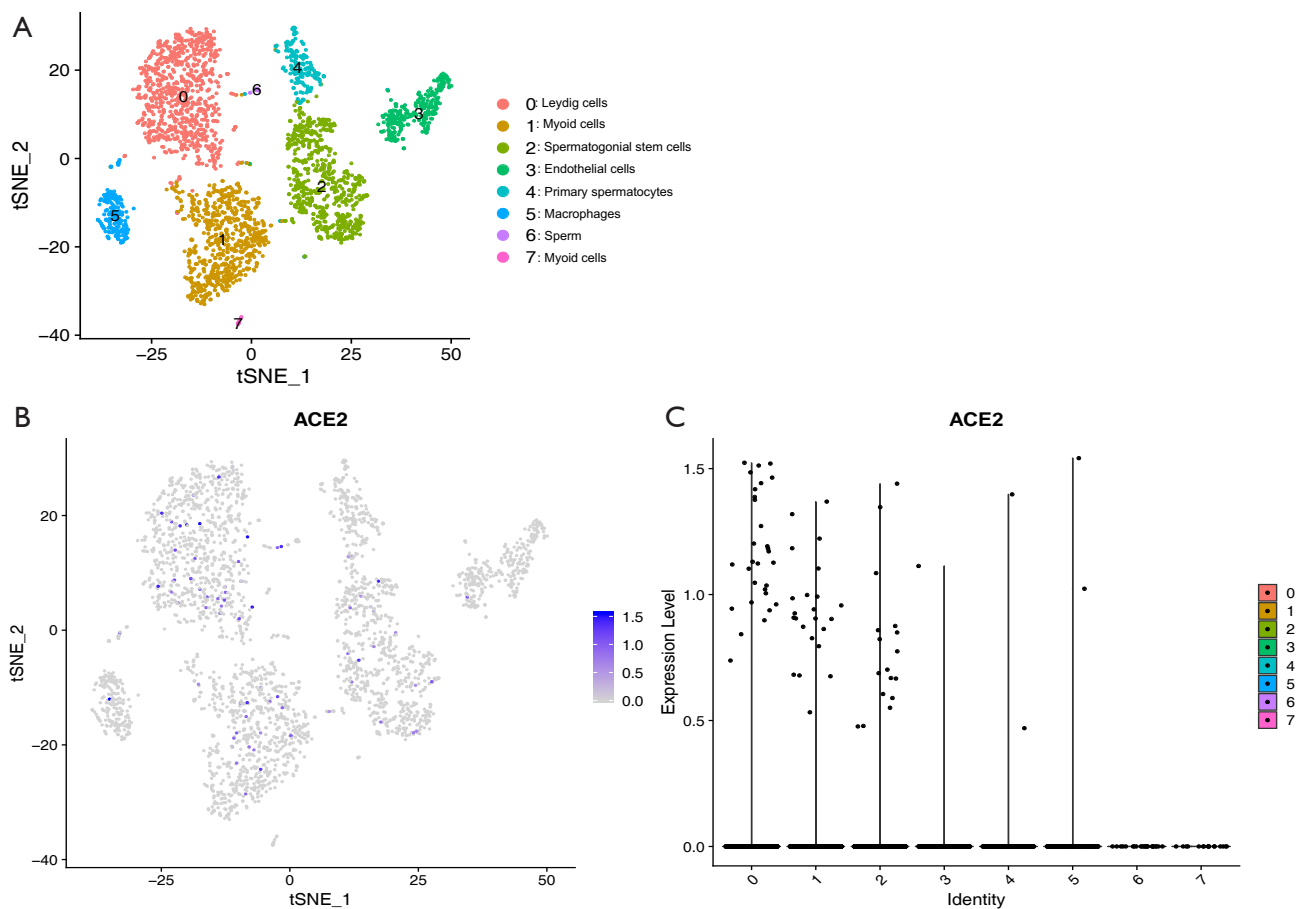 A
20
0
−20
−40
tSNE_2
−25
0
25
50
tSNE_1
0
1
2
3
4
5
6
7
0: Leydig cells
1: Myoid cells
2: Spermatogonial stem cells
3: Endothelial cells
4: Primary spermatocytes
5: Macrophages
6: Sperm
7: Myoid cells
B
ACE2
20
0
−20
−40
tSNE_2
−25
0
25
50
tSNE_1
1.5
1.0
0.5
0.0
C
ACE2
1.5
1.0
0.5
0.0
Expression Level
0
1
2
3
4
5
6
7
Identity
0
1
2
3
4
5
6
7